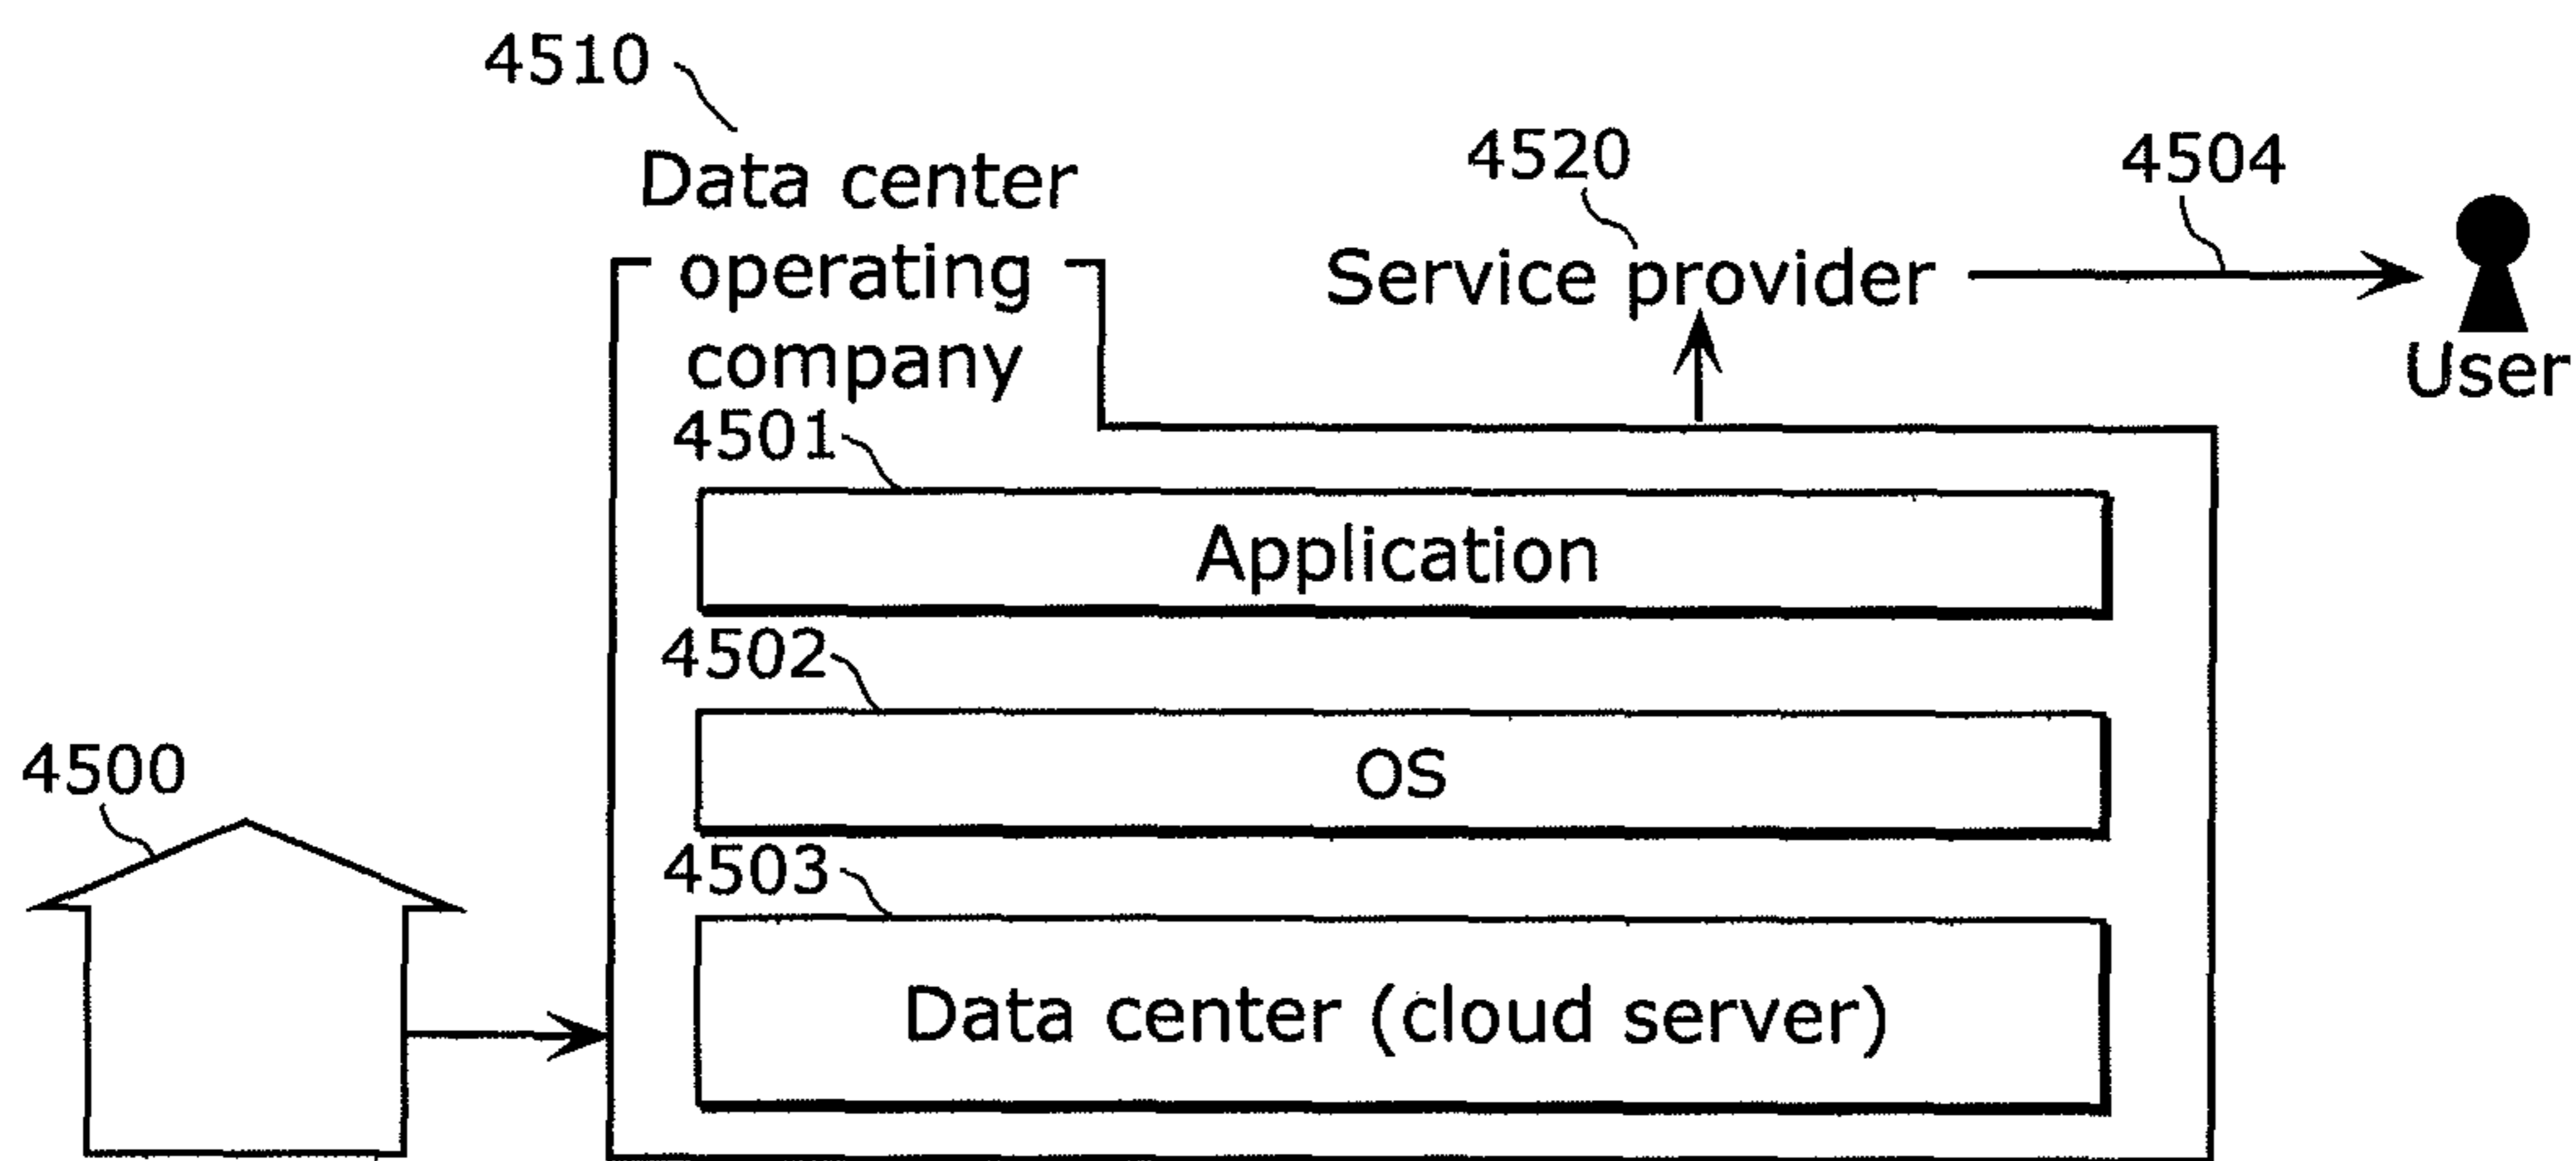 4510
Data center
operating
company
4520
4504
Service provider
User
4501
Application
4502
OS
4500
4503
Data center (cloud server)